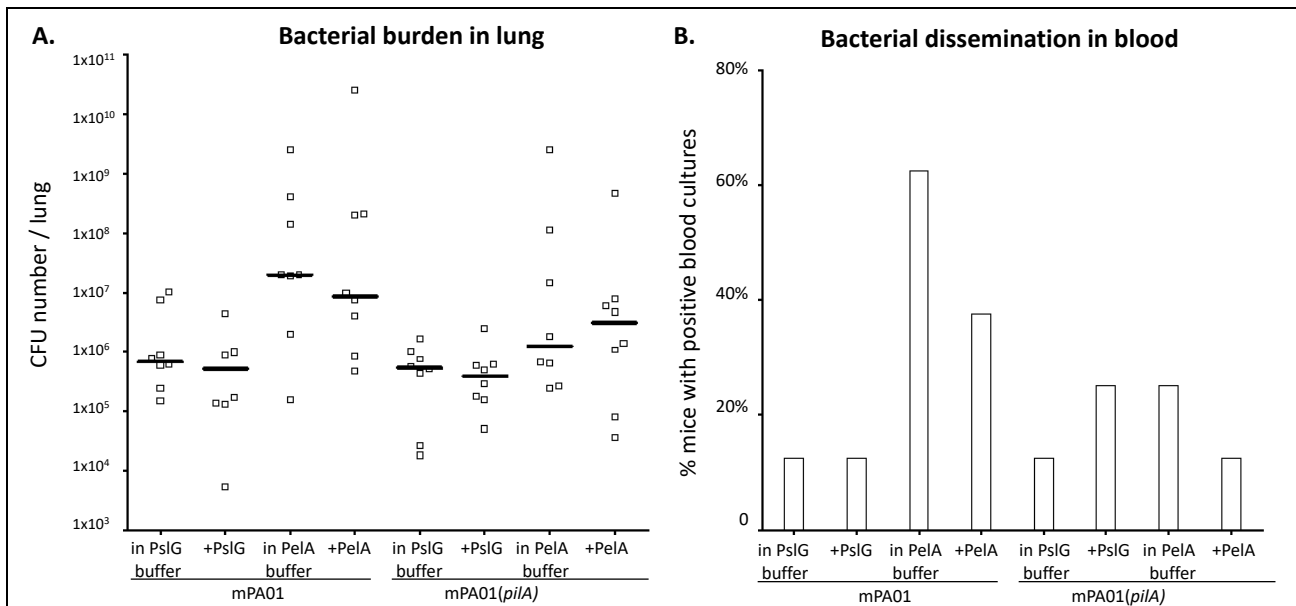 A.
Bacterial burden in lung
CFU number / lung
1x10¹¹
1x10¹⁰
1x10⁹
1x10⁸
1x10⁷
1x10⁶
1x10⁵
1x10⁴
1x10³
in PslG +PslG in PelA +PelA in PslG +PslG in PelA +PelA
buffer buffer buffer buffer
mPA01 mPA01(pilA)
B.
Bacterial dissemination in blood
% mice with positive blood cultures
80%
60%
40%
20%
0
in PslG +PslG in PelA +PelA in PslG +PslG in PelA +PelA
buffer buffer buffer buffer
mPA01 mPA01(pilA)